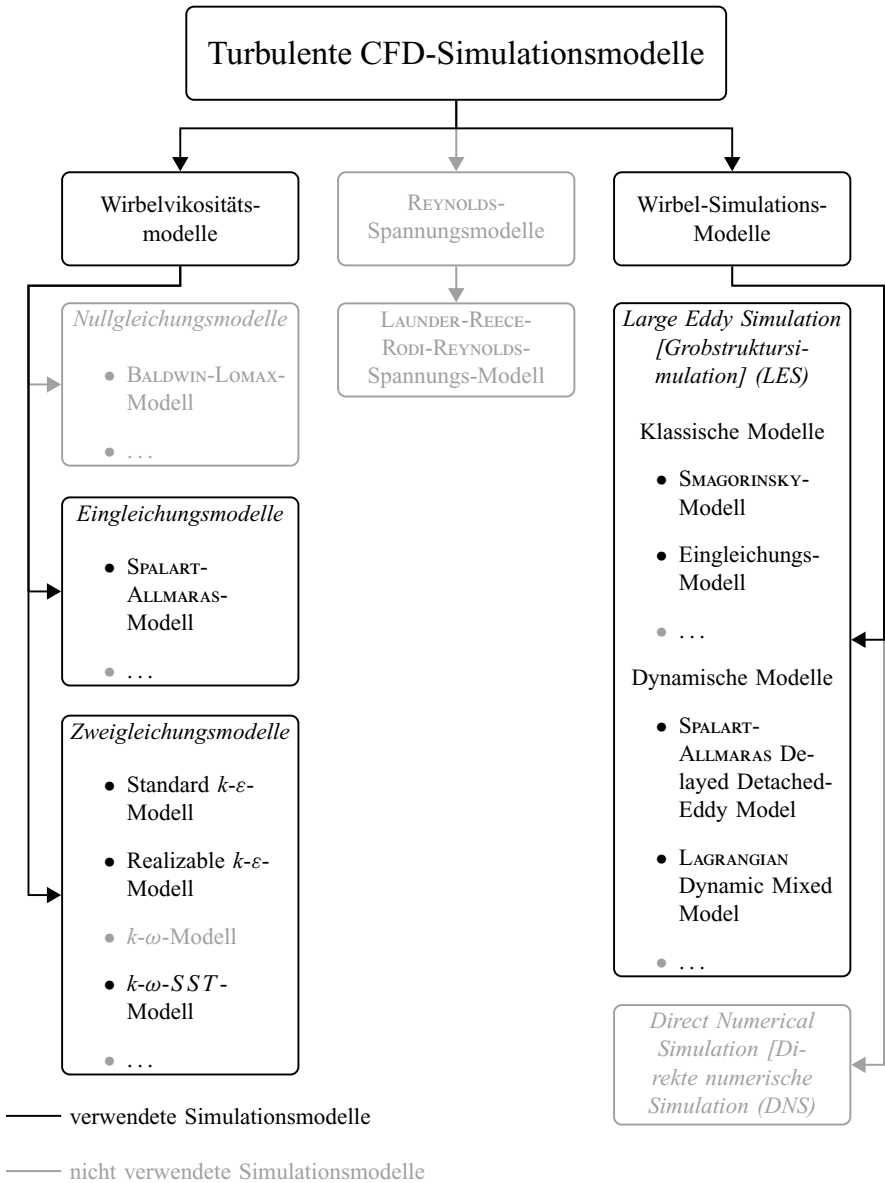 Turbulente CFD-Simulationsmodelle
Wirbelvikositäts-
modelle
Nullgleichungsmodelle
• BALDWIN-LOMAX-
Modell
• ...
Eingleichungsmodelle
• SPALART-
ALLMARAS-
Modell
• ...
Zweigleichungsmodelle
• Standard k-ε-
Modell
• Realizable k-ε-
Modell
• k-ω-Modell
• k-ω-SST-
Modell
• ...
REYNOLDS-
Spannungsmodelle
LAUNDER-REECE-
RODI-REYNOLDS-
Spannungs-Modell
Wirbel-Simulations-
Modelle
Large Eddy Simulation
[Grobstruktursi-
mulation] (LES)
Klassische Modelle
• SMAGORINSKY-
Modell
• Eingleichungs-
Modell
• ...
Dynamische Modelle
• SPALART-
ALLMARAS De-
layed Detached-
Eddy Model
• LAGRANGIAN
Dynamic Mixed
Model
• ...
Direct Numerical
Simulation [Di-
rekte numerische
Simulation (DNS)
verwendete Simulationsmodelle
nicht verwendete Simulationsmodelle